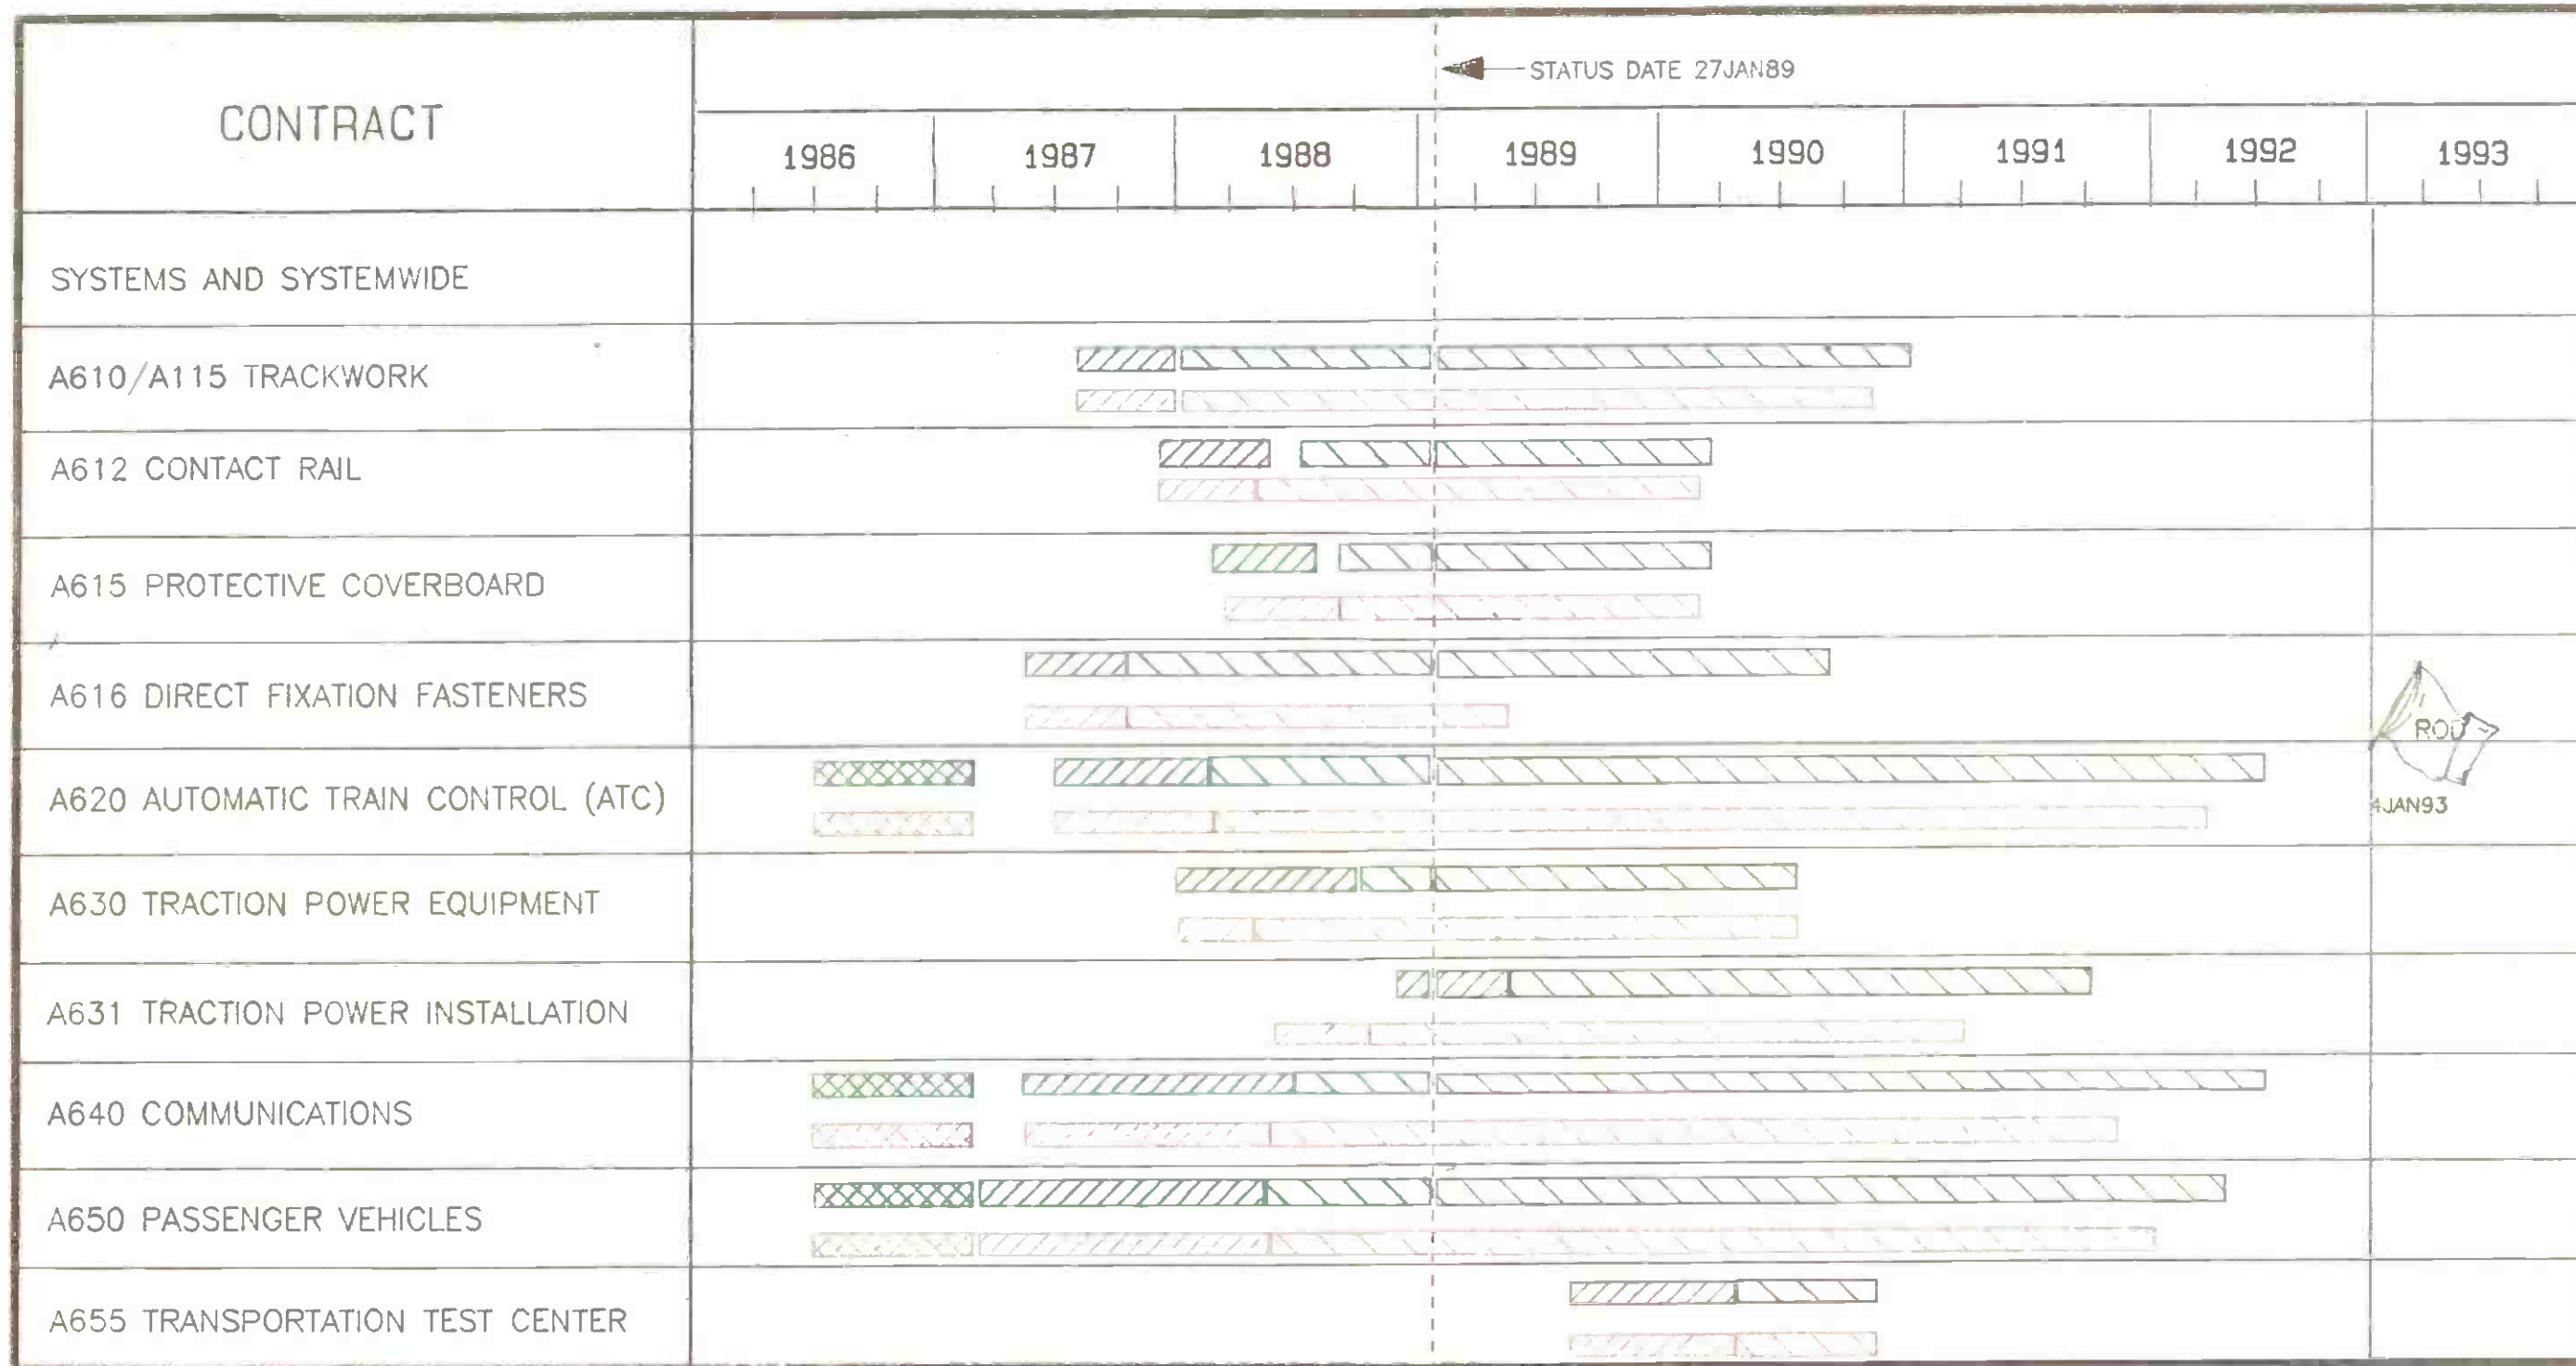 STATUS DATE 27JAN89
CONTRACT
1986 1987 1988 1989 1990 1991 1992 1993
SYSTEMS AND SYSTEMWIDE
A610/A115 TRACKWORK
A612 CONTACT RAIL
A615 PROTECTIVE COVERBOARD
A616 DIRECT FIXATION FASTENERS
ROD
A620 AUTOMATIC TRAIN CONTROL (ATC)
4JAN93
A630 TRACTION POWER EQUIPMENT
A631 TRACTION POWER INSTALLATION
A640 COMMUNICATIONS
A650 PASSENGER VEHICLES
A655 TRANSPORTATION TEST CENTER